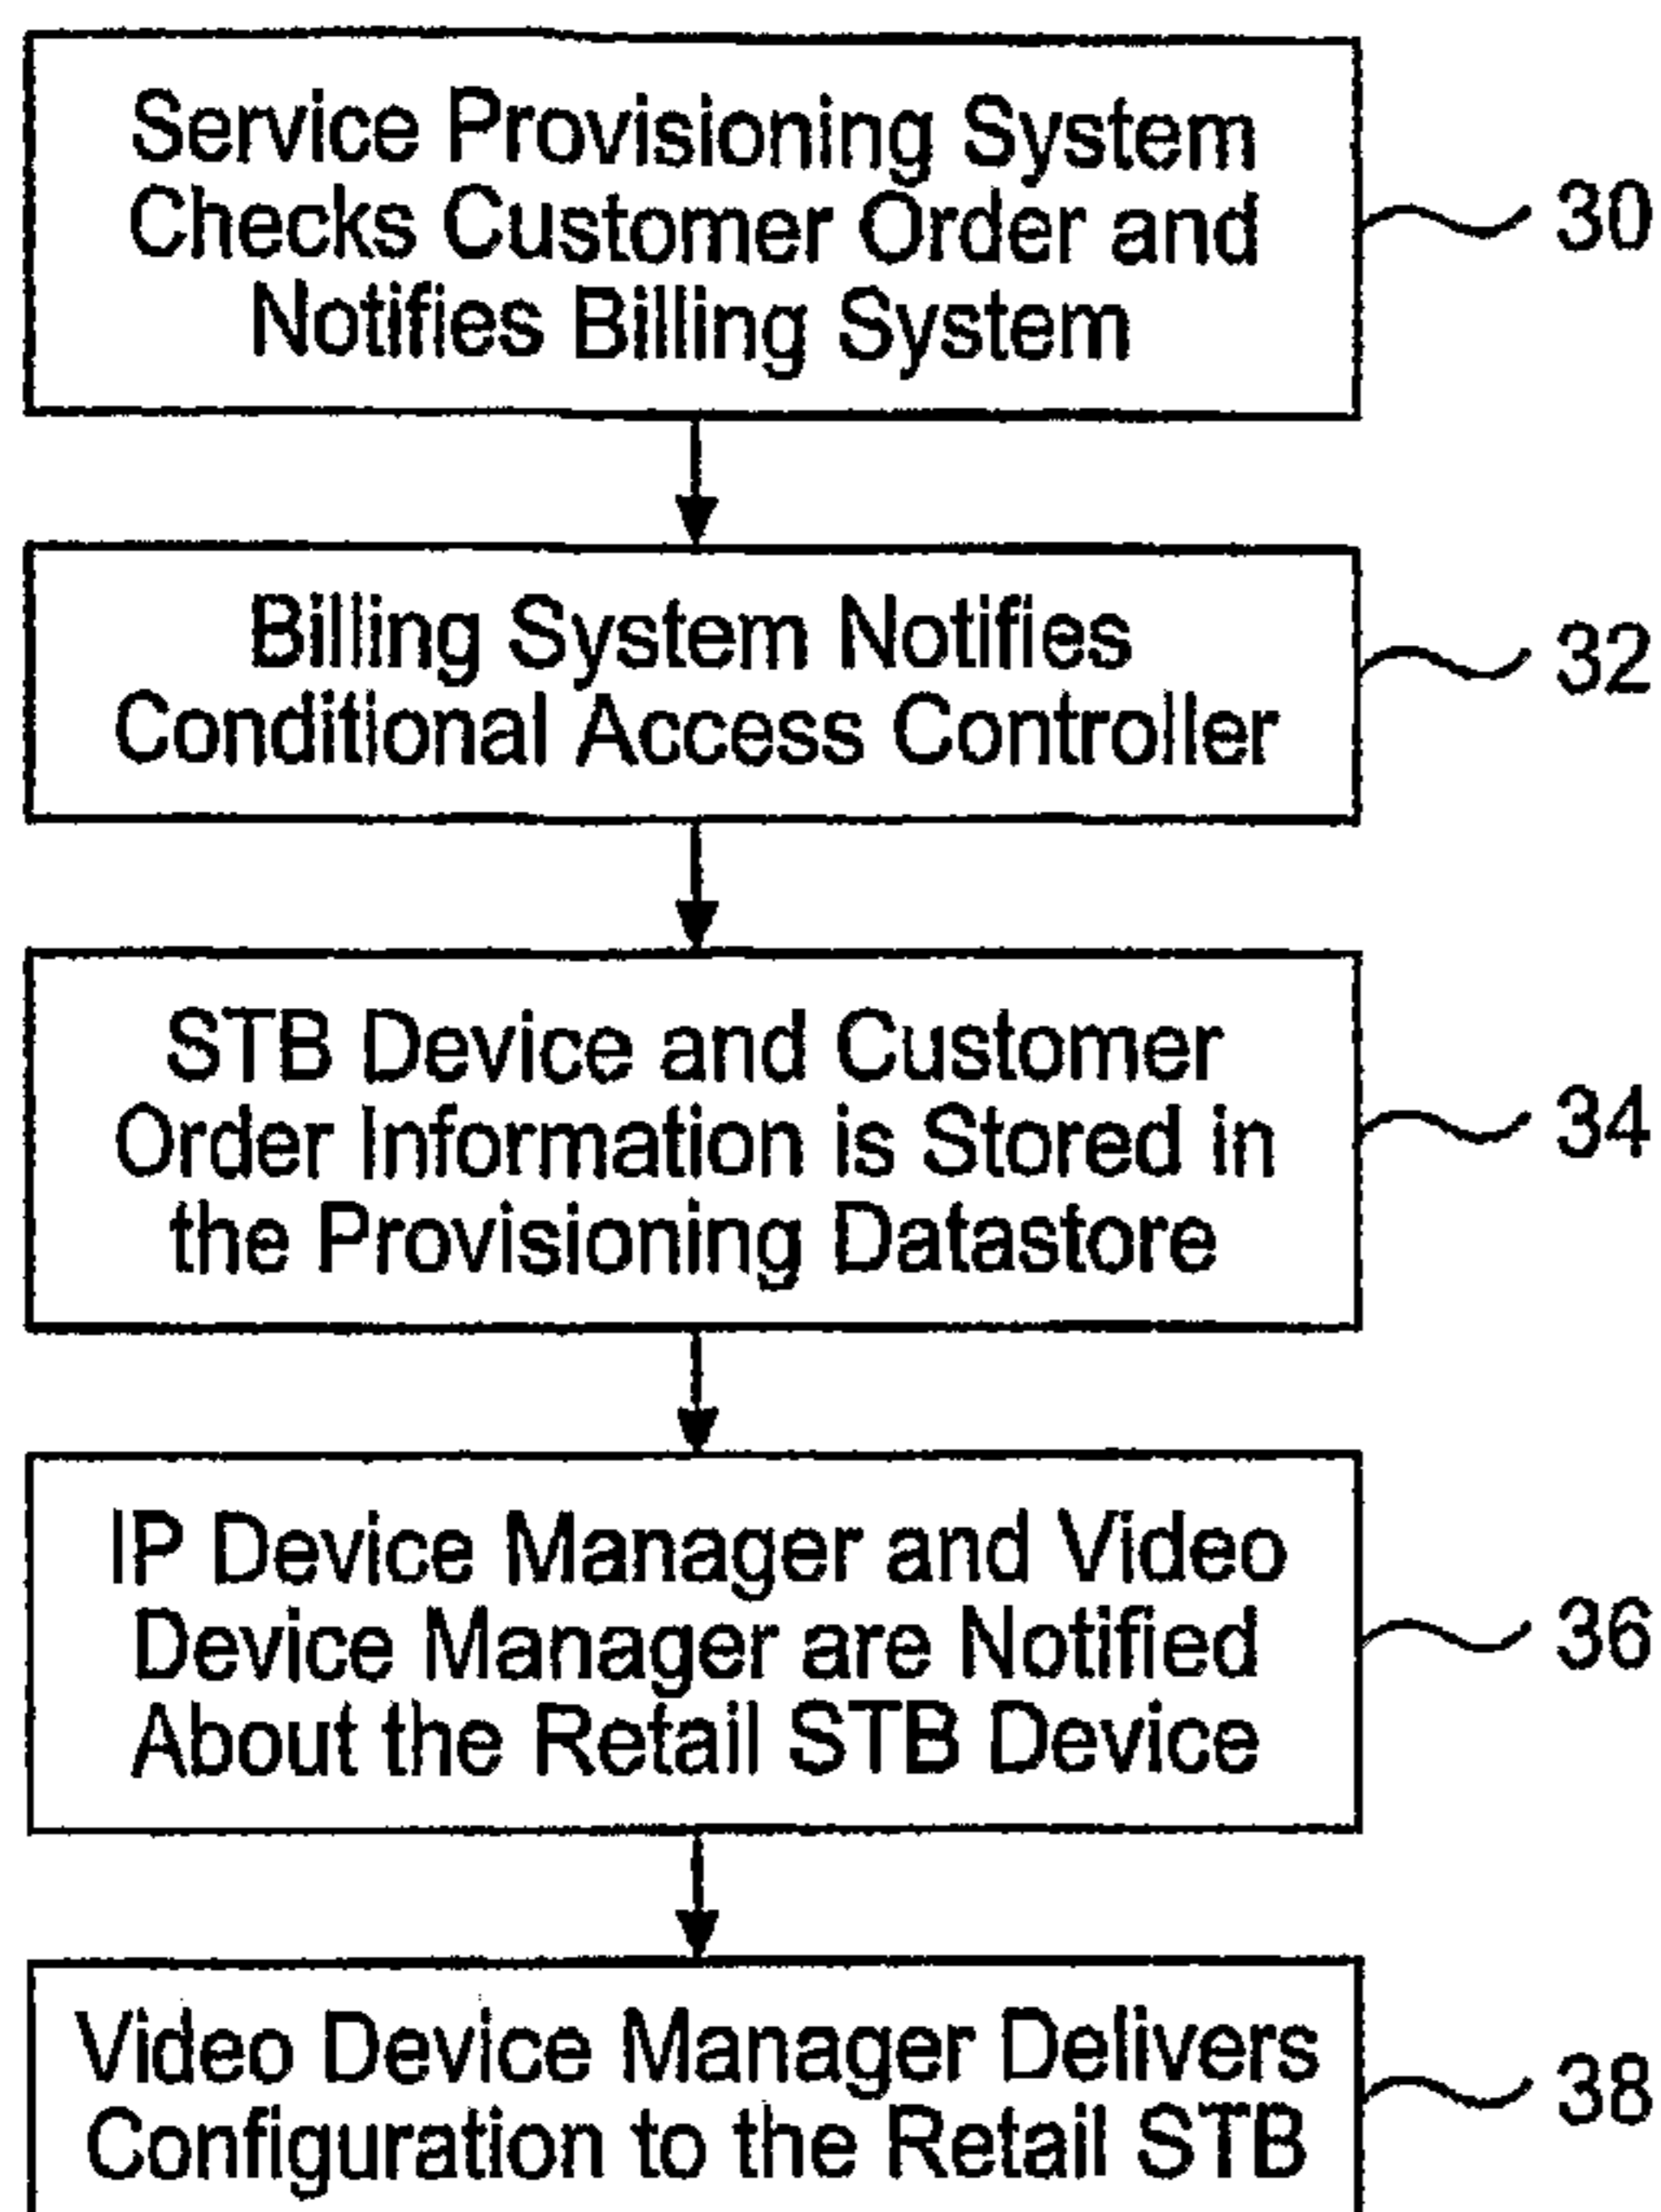 Service Provisioning System
Checks Customer Order and
Notifies Billing System
30
Billing System Notifies
Conditional Access Controller
32
STB Device and Customer
Order Information is Stored in
the Provisioning Datastore
34
IP Device Manager and Video
Device Manager are Notified
About the Retail STB Device
36
Video Device Manager Delivers
Configuration to the Retail STB
38